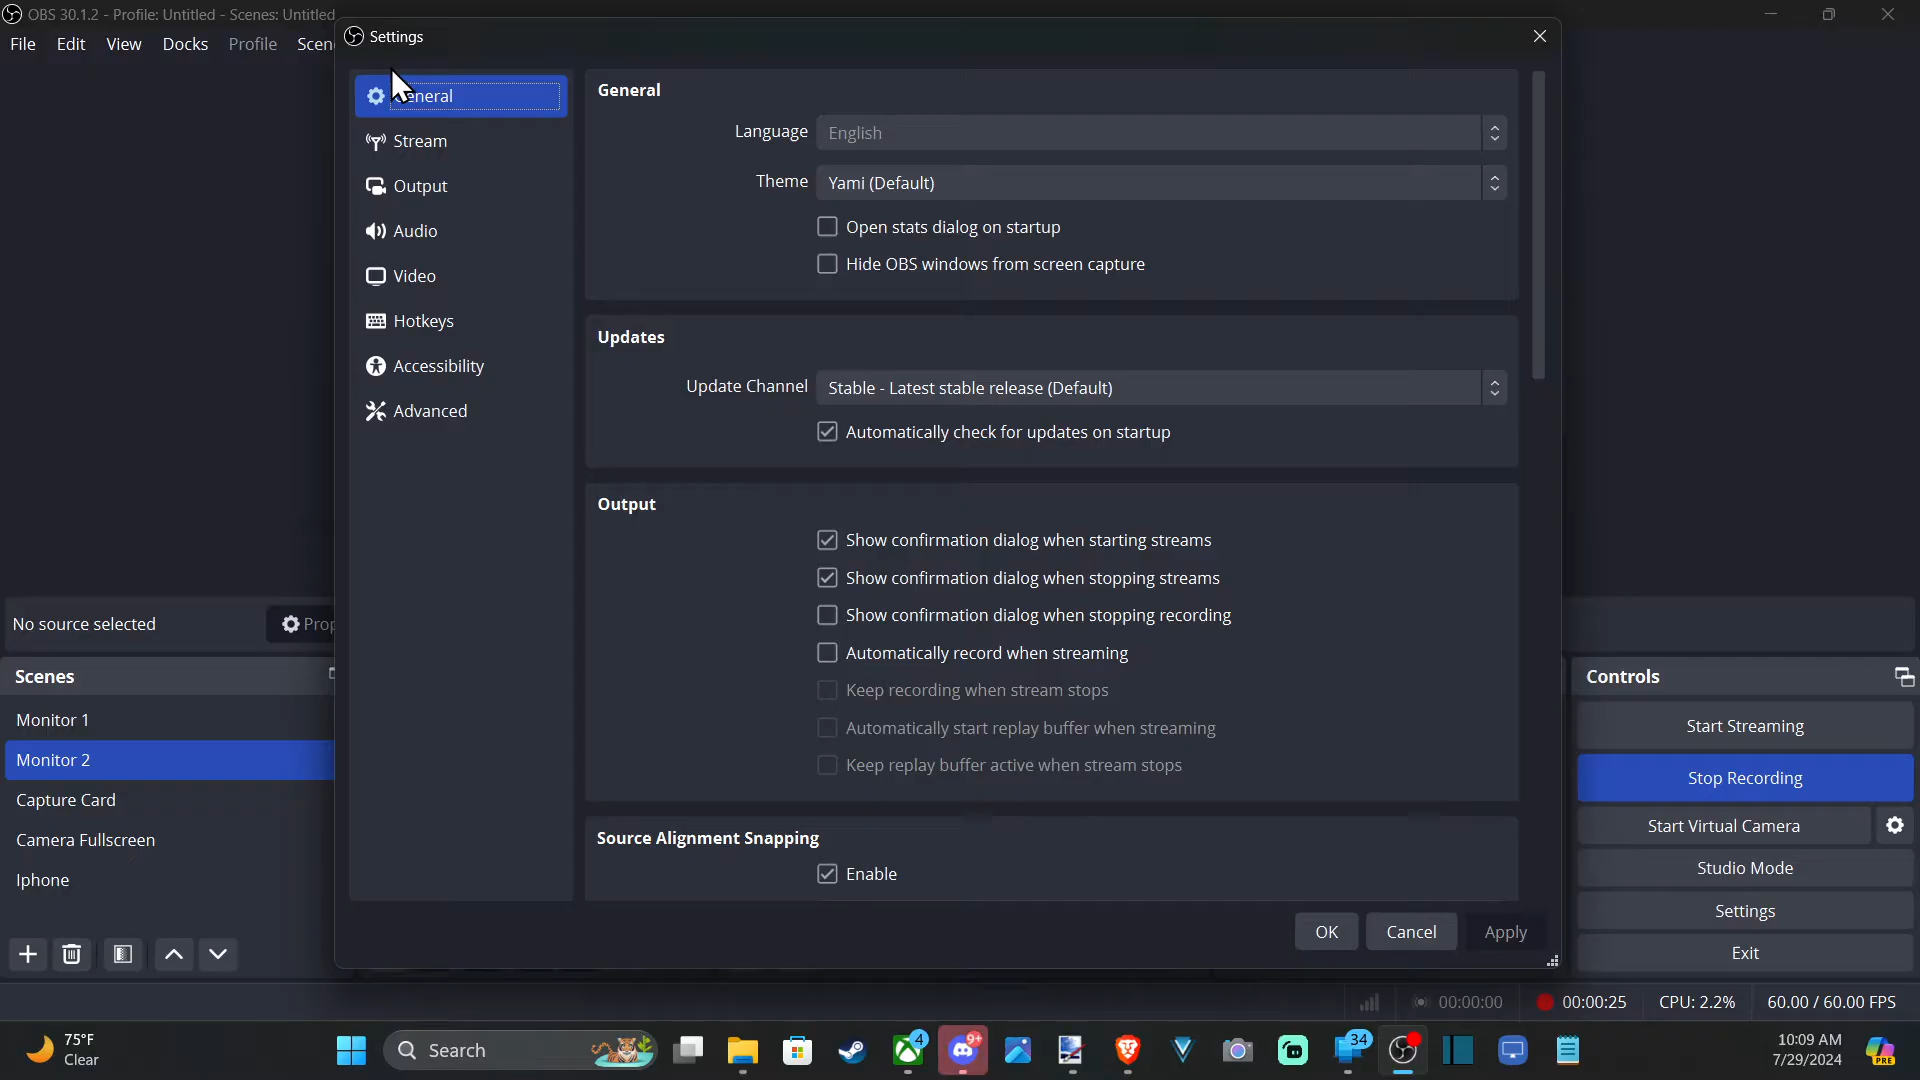 OBS 30.1.2 - Profile: Untitled - Scenes: Untitled
File Edit View Docks Profile Scen
Settings
General
Stream
Output
Audio
Video
Hotkeys
Accessibility
Advanced
General
Language English
Theme Yami (Default)
Open stats dialog on startup
Hide OBS windows from screen capture
Updates
Update Channel Stable - Latest stable release (Default)
Automatically check for updates on startup
Output
Show confirmation dialog when starting streams
Show confirmation dialog when stopping streams
Show confirmation dialog when stopping recording
Automatically record when streaming
Keep recording when stream stops
Automatically start replay buffer when streaming
Keep replay buffer active when stream stops
Source Alignment Snapping
Enable
OK Cancel Apply
No source selected Prop
Scenes
Monitor 1
Monitor 2
Capture Card
Camera Fullscreen
Iphone
Controls
Start Streaming
Stop Recording
Start Virtual Camera
Studio Mode
Settings
Exit
00:00:00 00:00:25 CPU: 2.2% 60.00 / 60.00 FPS
75°F
Clear
Search
4
9+
34
10:09 AM
7/29/2024
PRE